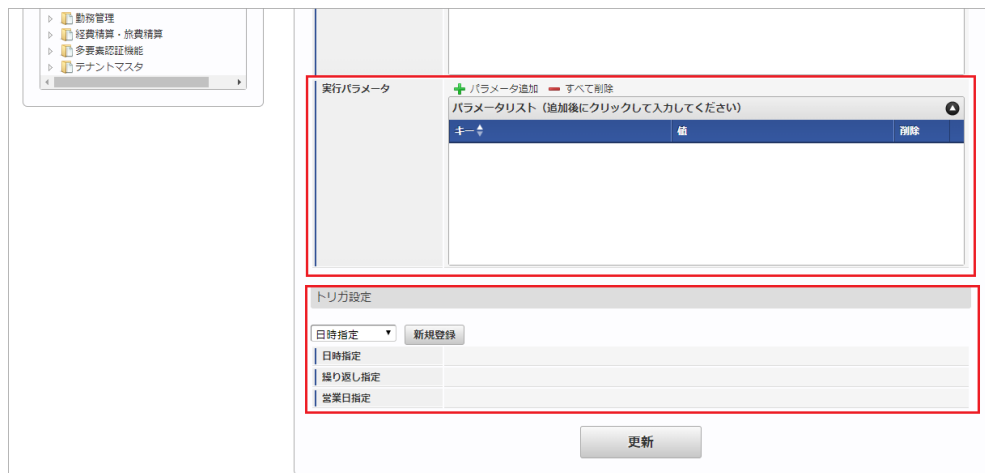 勤務管理
経費精算・旅費精算
多要素認証機能
テナントマスタ
実行パラメータ
パラメータ追加 すべて削除
パラメータリスト（追加後にクリックして入力してください）
キー 値 削除
トリガ設定
日時指定 新規登録
日時指定
繰り返し指定
営業日指定
更新